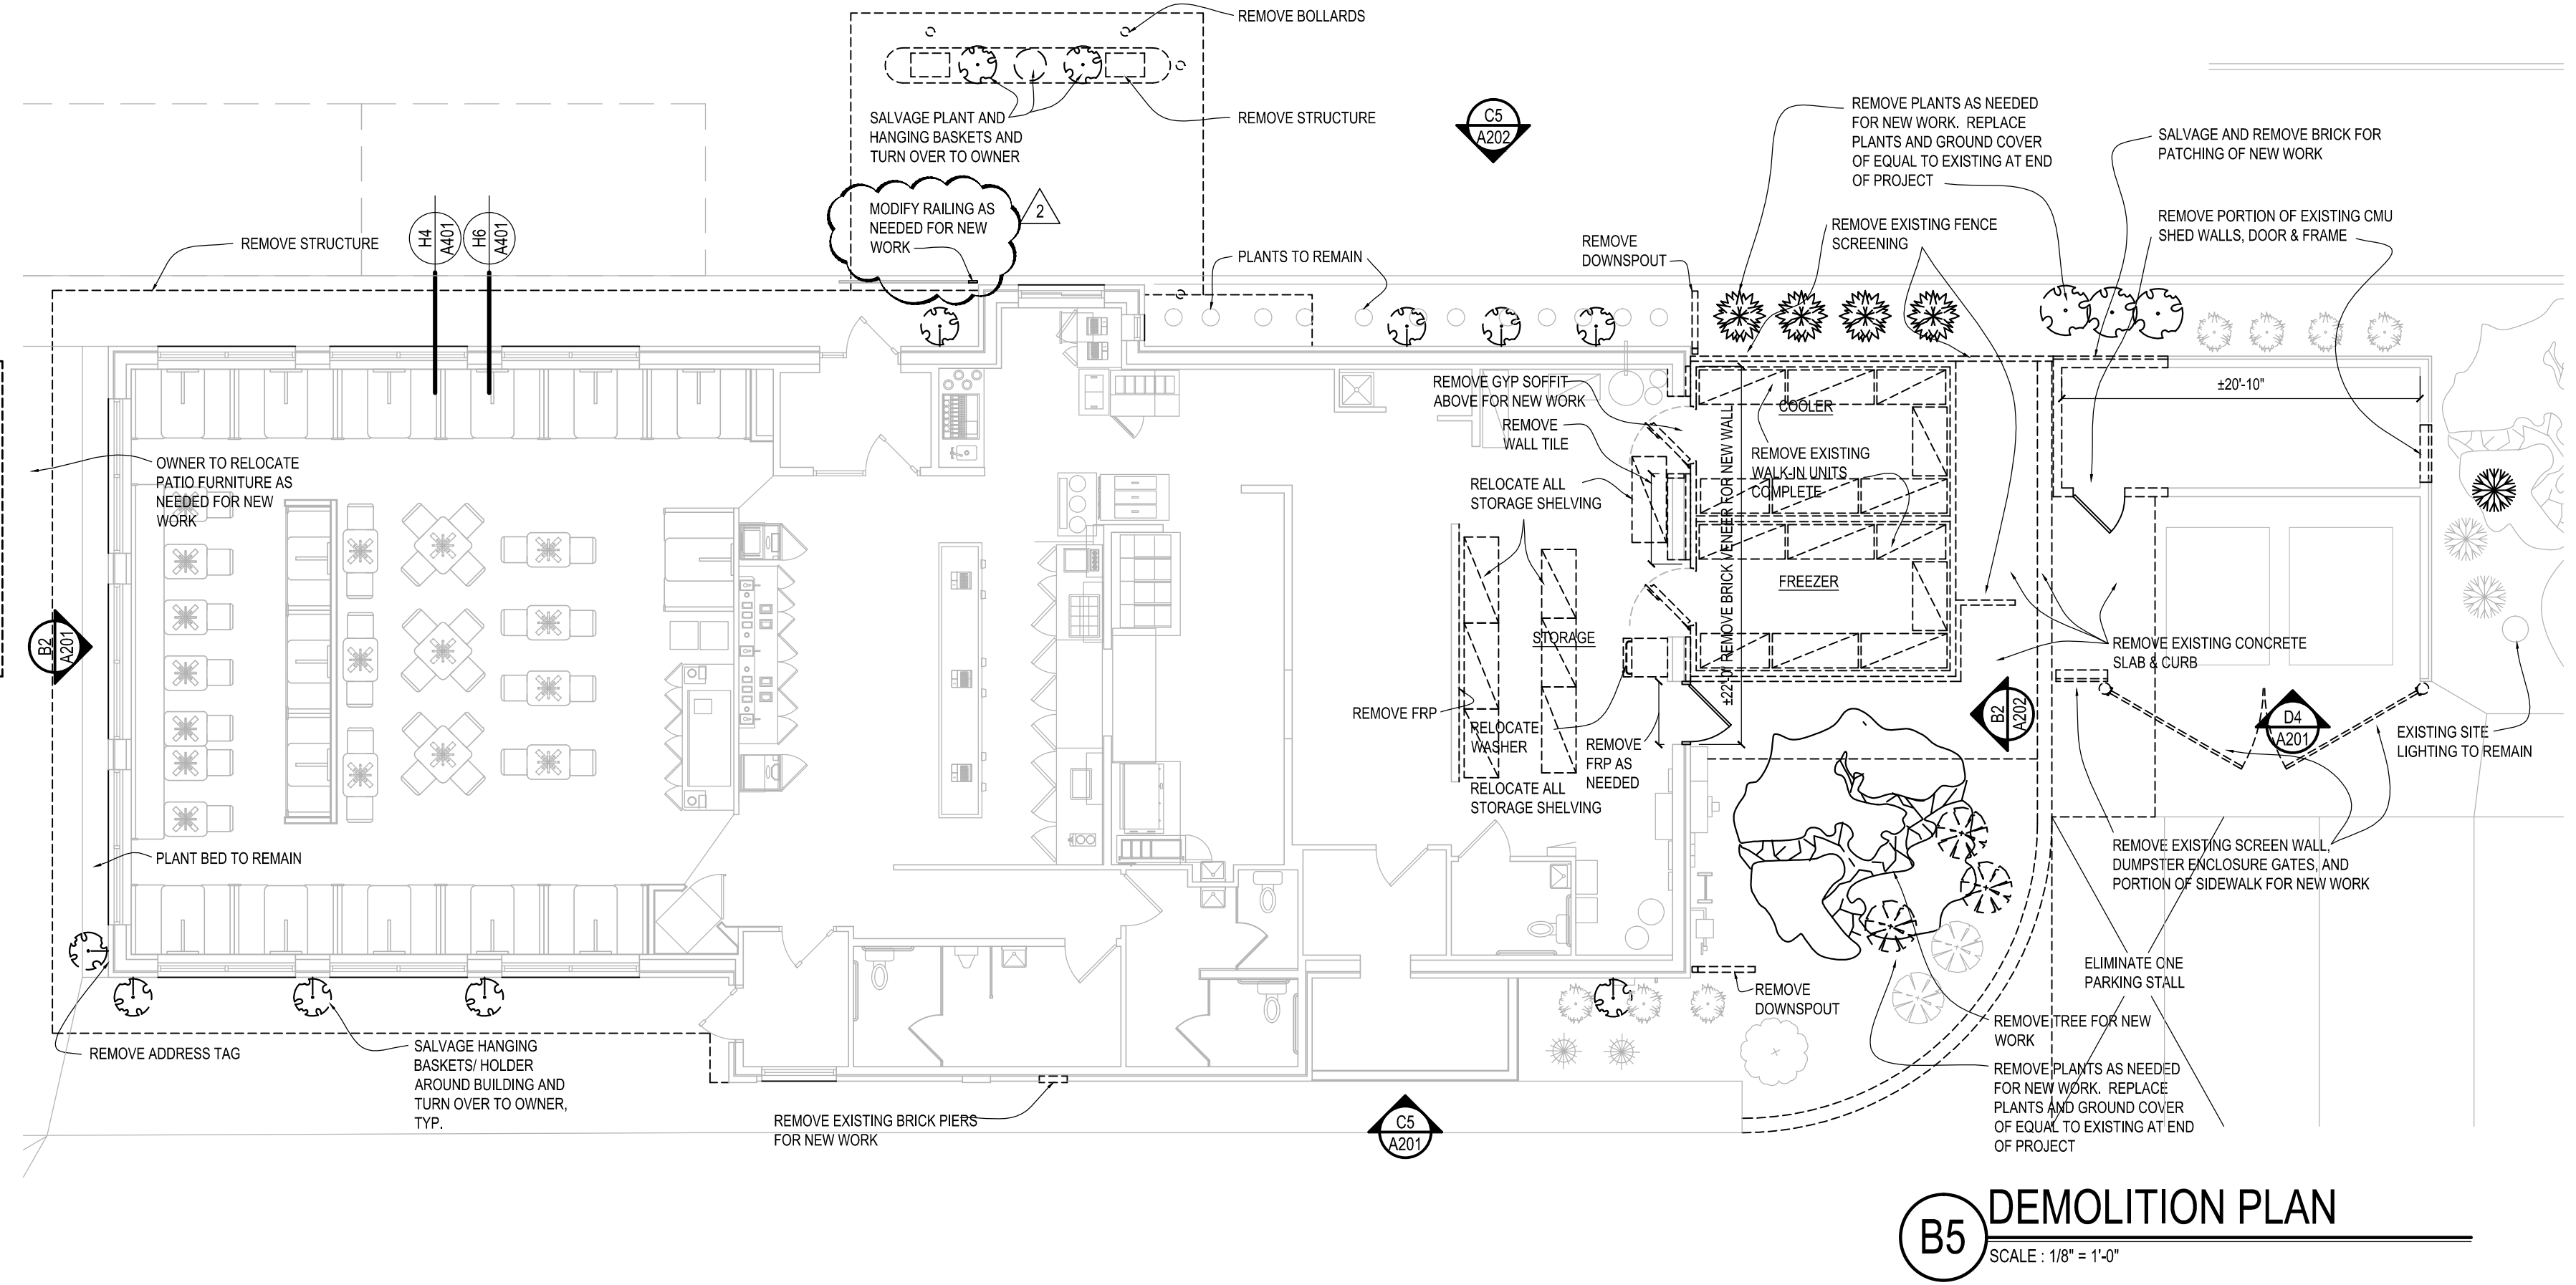 REMOVE BOLLARDS
SALVAGE PLANT AND
HANGING BASKETS AND
TURN OVER TO OWNER
REMOVE STRUCTURE
C5
A202
REMOVE PLANTS AS NEEDED
FOR NEW WORK. REPLACE
PLANTS AND GROUND COVER
OF EQUAL TO EXISTING AT END
OF PROJECT
SALVAGE AND REMOVE BRICK FOR
PATCHING OF NEW WORK
MODIFY RAILING AS
NEEDED FOR NEW
WORK
2
REMOVE STRUCTURE
H4
A401
H6
A401
PLANTS TO REMAIN
REMOVE
DOWNSPOUT
REMOVE EXISTING FENCE
SCREENING
REMOVE PORTION OF EXISTING CMU
SHED WALLS, DOOR & FRAME
±20'-10"
REMOVE GYP SOFFIT
ABOVE FOR NEW WORK
COOLER
REMOVE
WALL TILE
REMOVE EXISTING
WALK-IN UNITS
COMPLETE
±22'-0" REMOVE BRICK VENEER FOR NEW WALL
OWNER TO RELOCATE
PATIO FURNITURE AS
NEEDED FOR NEW
WORK
RELOCATE ALL
STORAGE SHELVING
FREEZER
STORAGE
B2
A201
REMOVE EXISTING CONCRETE
SLAB & CURB
REMOVE FRP
RELOCATE
WASHER
REMOVE
FRP AS
NEEDED
B2
A202
D4
A201
EXISTING SITE
LIGHTING TO REMAIN
RELOCATE ALL
STORAGE SHELVING
PLANT BED TO REMAIN
REMOVE EXISTING SCREEN WALL,
DUMPSTER ENCLOSURE GATES, AND
PORTION OF SIDEWALK FOR NEW WORK
ELIMINATE ONE
PARKING STALL
REMOVE
DOWNSPOUT
REMOVE TREE FOR NEW
WORK
REMOVE ADDRESS TAG
SALVAGE HANGING
BASKETS/ HOLDER
AROUND BUILDING AND
TURN OVER TO OWNER,
TYP.
REMOVE PLANTS AS NEEDED
FOR NEW WORK. REPLACE
PLANTS AND GROUND COVER
OF EQUAL TO EXISTING AT END
OF PROJECT
REMOVE EXISTING BRICK PIERS
FOR NEW WORK
C5
A201
B5
DEMOLITION PLAN
SCALE : 1/8" = 1'-0"